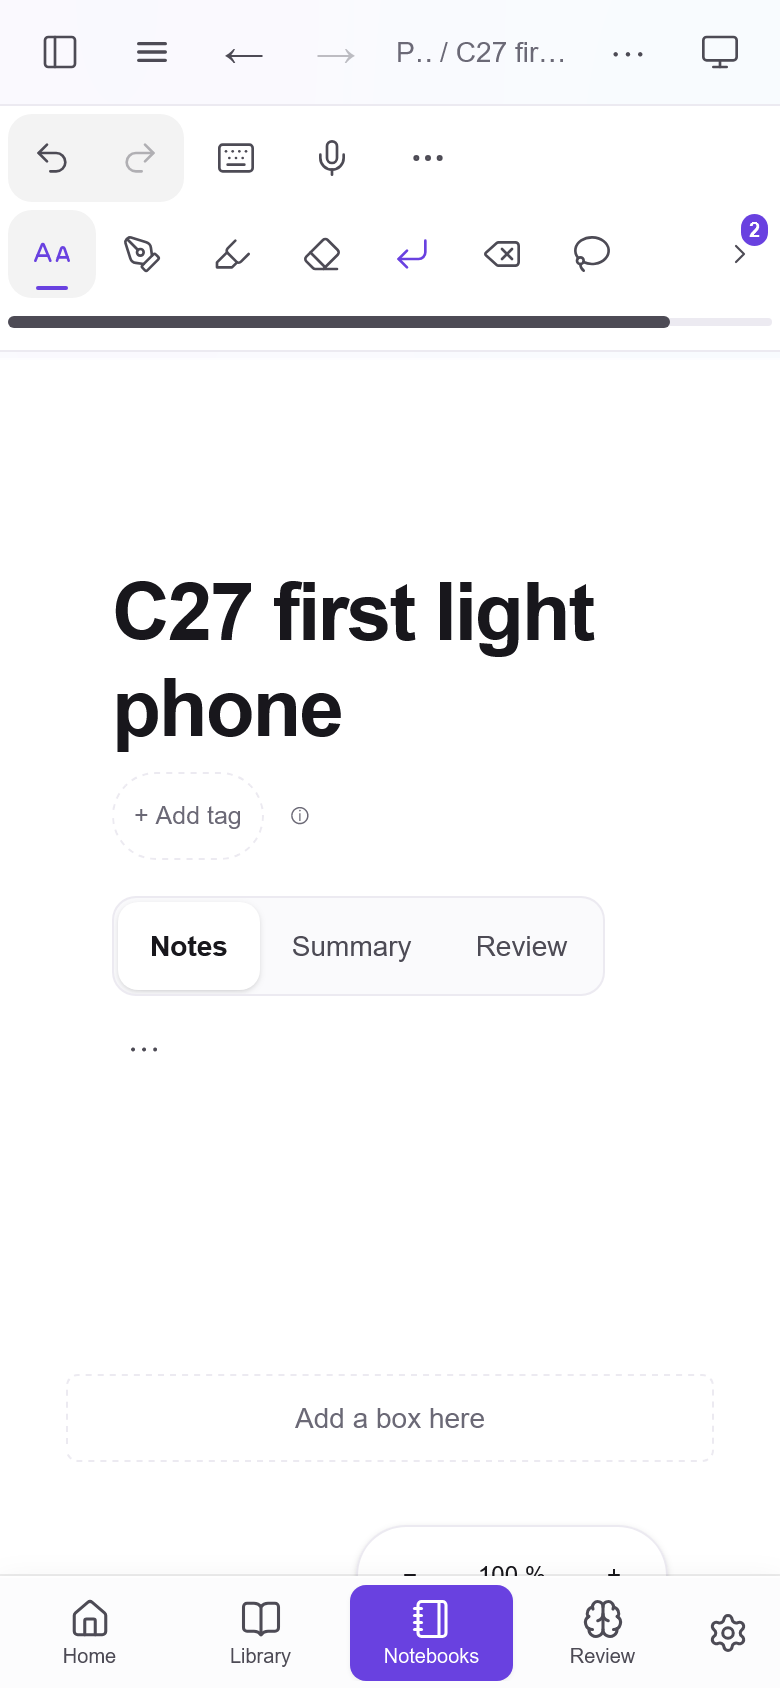 P.. / C27 fir...
...
2
C27 first light
phone
+ Add tag
Notes Summary Review
...
Add a box here
- 100 % +
Home Library Notebooks Review